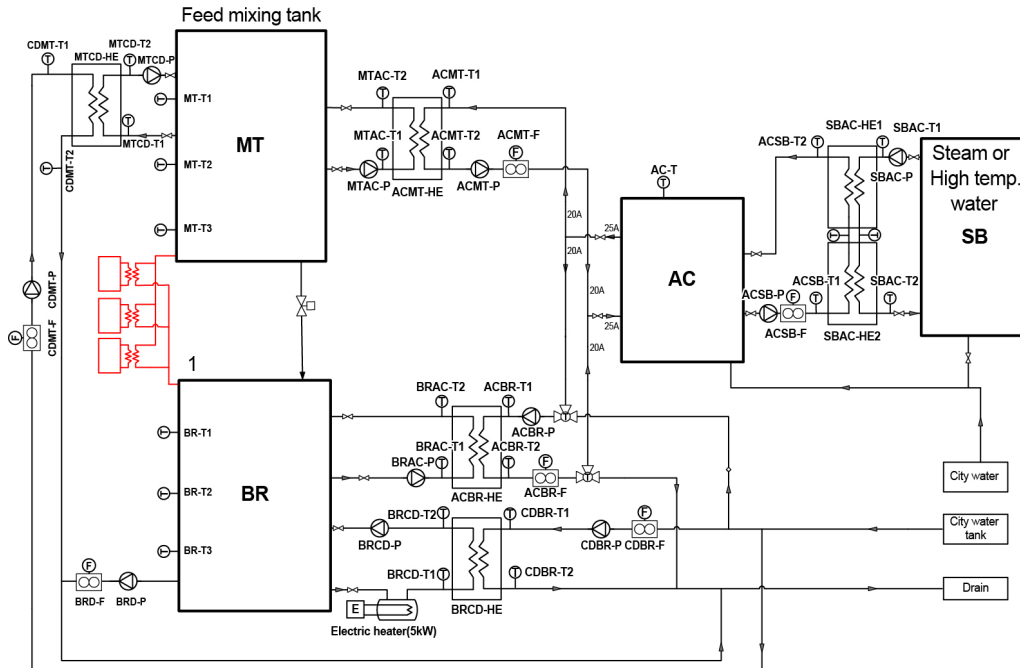 Feed mixing tank
CDMT-T1
MTCD-HE
MTCD-T2
MTCD-P
T
T
MT-T1
T
MTCD-T1
T
CDMT-T2
T
MT-T2
T
MT-T3
T
MT
MTAC-T2
ACMT-T1
T
T
MTAC-T1
ACMT-T2
ACMT-F
T
T
F
MTAC-P
ACMT-HE
ACMT-P
AC-T
T
20A
25A
20A
20A
25A
20A
AC
ACSB-T2
SBAC-HE1
SBAC-T1
T
T
SBAC-P
Steam or
High temp.
water
SB
T
T
ACSB-P
ACSB-T1
SBAC-T2
F
T
T
ACSB-F
SBAC-HE2
CDMT-P
F
CDMT-F
1
BR-T1
T
BR-T2
T
BR-T3
T
BR
BRAC-T2
ACBR-T1
T
T
ACBR-P
BRAC-T1
ACBR-T2
BRAC-P
T
T
F
ACBR-HE
ACBR-F
BRCD-T2
CDBR-T1
F
T
T
BRCD-P
CDBR-P
CDBR-F
BRCD-T1
CDBR-T2
T
T
BRCD-HE
F
BRD-F
BRD-P
E
Electric heater(5kW)
City water
City water
tank
Drain